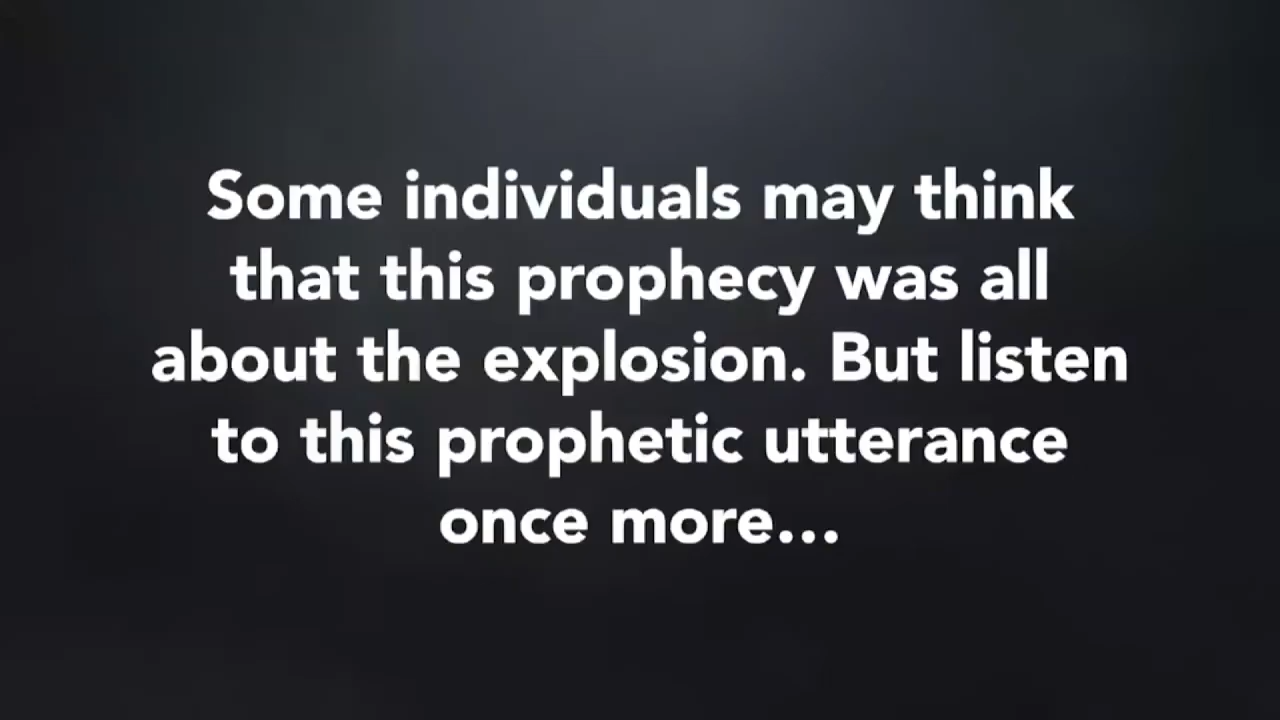 Some individuals may think
that this prophecy was all
about the explosion. But listen
to this prophetic utterance
once more...